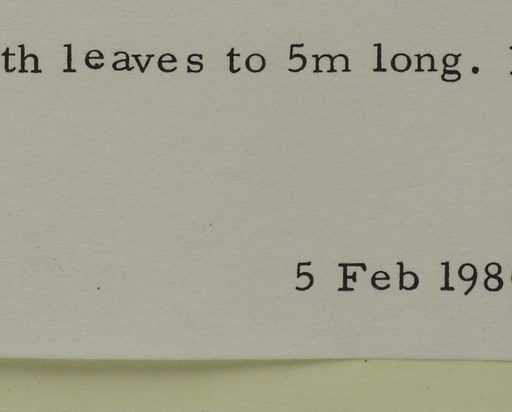 th leaves to 5m long.
5 Feb 198